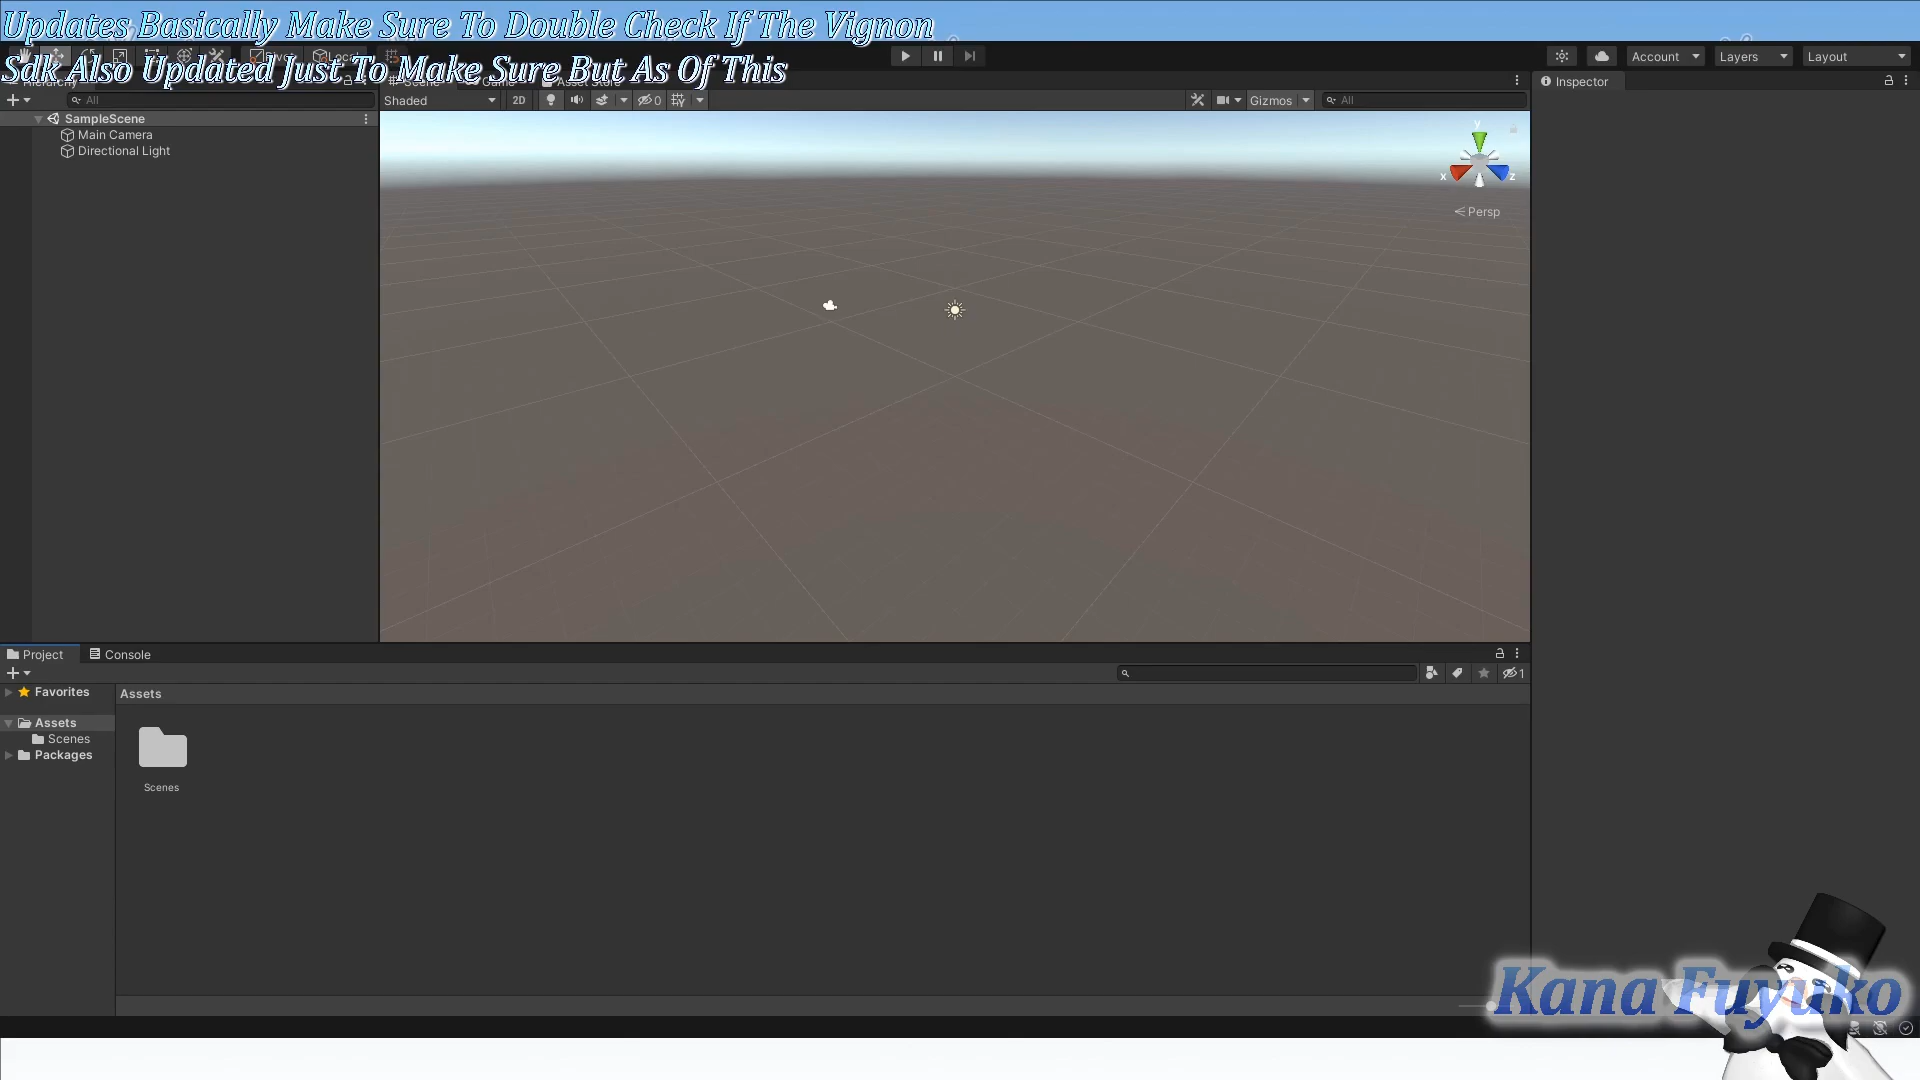 Updates Basically Make Sure To Double Check If The Vignon
Sdk Also Updated Just To Make Sure But As Of This
Account
Layers
Layout
All
Shaded
2D
0
Gizmos
All
Inspector
SampleScene
Main Camera
Directional Light
y
x
z
Persp
Project
Console
1
Favorites
Assets
Assets
Scenes
Packages
Scenes
Kana Fuyuko